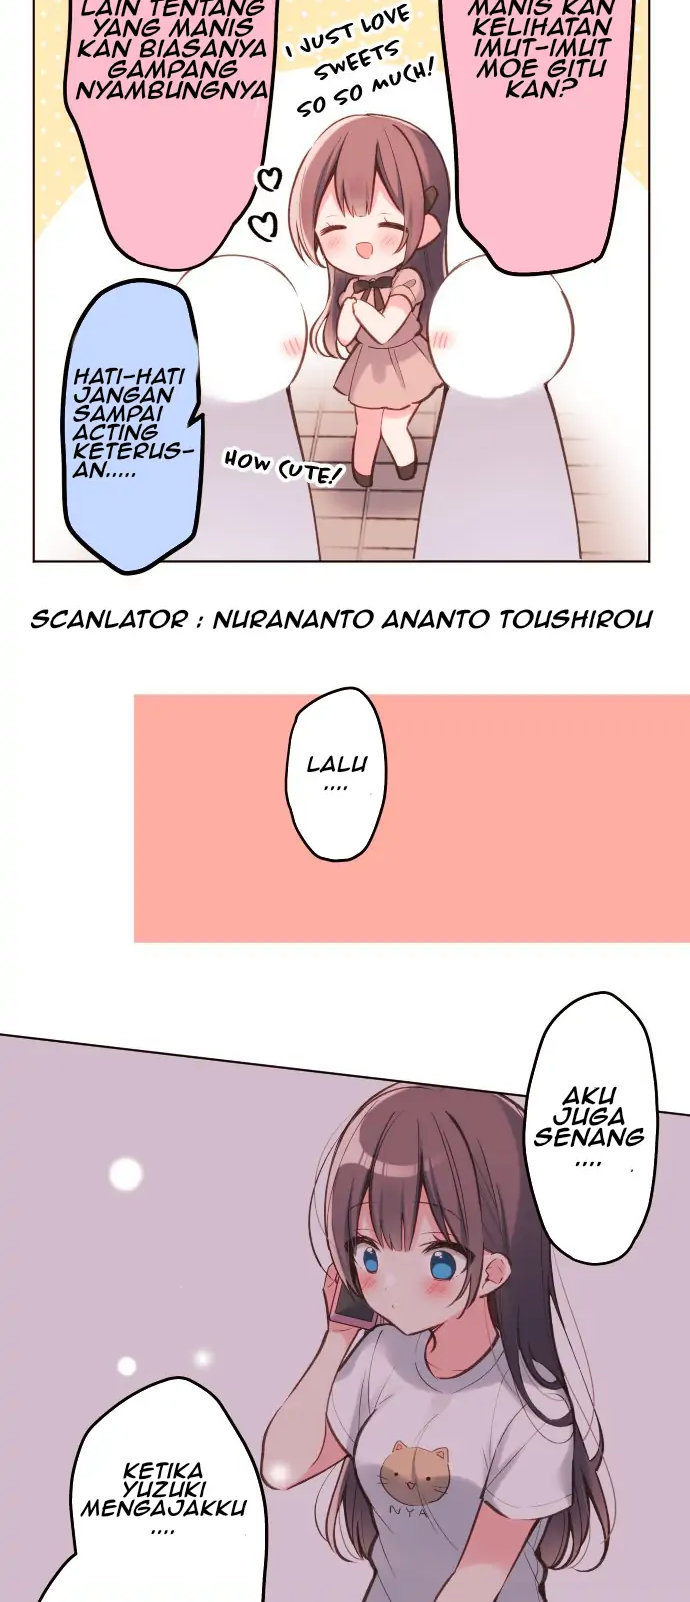 MANIS KAN
KELIHATAN
IMUT-IMUT
MOE GITU
KAN?
LAIN TENTANG
YANG MANIS
KAN BIASANYA
GAMPANG
NYAMBUNGNYA
I JUST LOVE
SWEETS
SO SO MUCH!
HATI-HATI
JANGAN
SAMPAI
ACTING
KETERUS-
AN.....
HOW CUTE!
SCANLATOR : NURANANTO ANANTO TOUSHIROU
LALU
....
AKU
JUGA
SENANG
....
KETIKA
YUZUKI
MENGAJAKKU
....
NYA